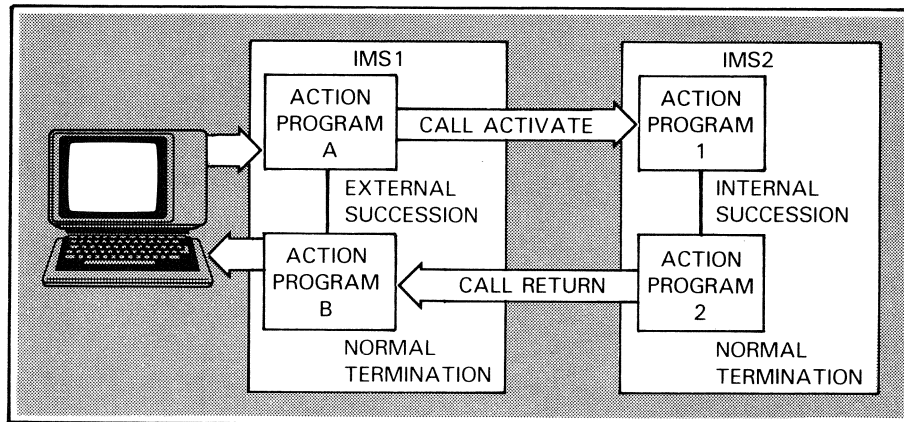 IMS1
ACTION
PROGRAM
A
CALL ACTIVATE
EXTERNAL
SUCCESSION
ACTION
PROGRAM
B
NORMAL
TERMINATION
IMS2
ACTION
PROGRAM
1
INTERNAL
SUCCESSION
ACTION
PROGRAM
2
CALL RETURN
NORMAL
TERMINATION